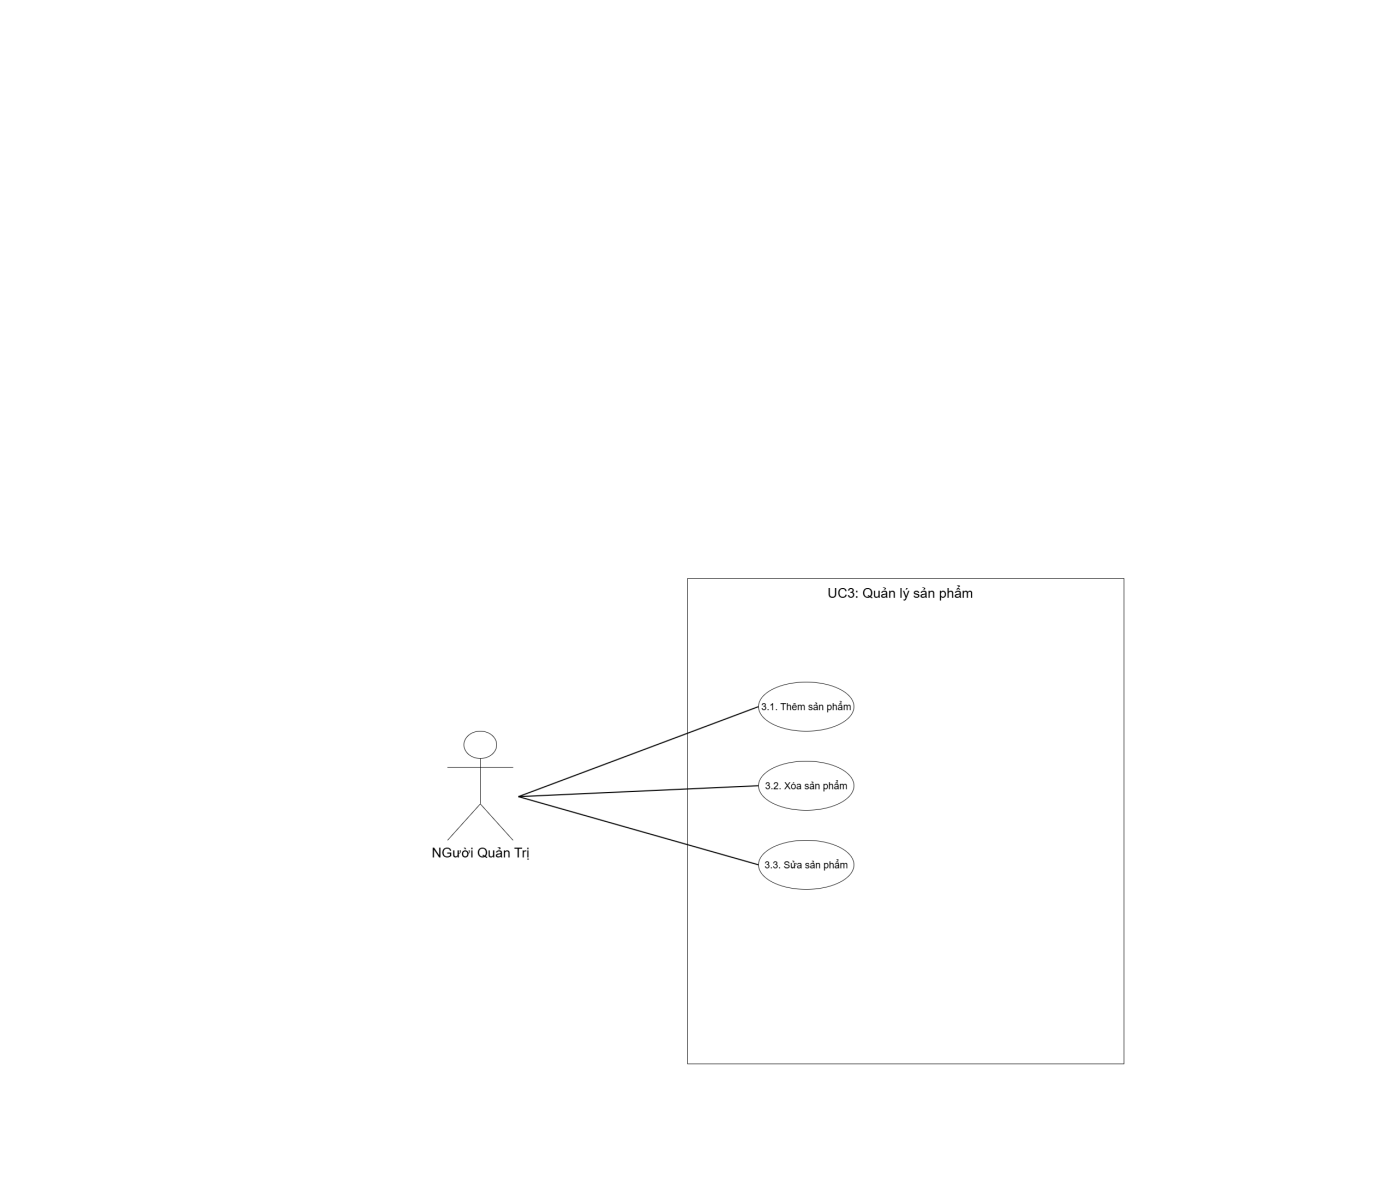 UC3: Quản lý sản phẩm
3.1. Thêm sản phẩm
3.2. Xóa sản phẩm
3.3. Sửa sản phẩm
NGười Quản Trị